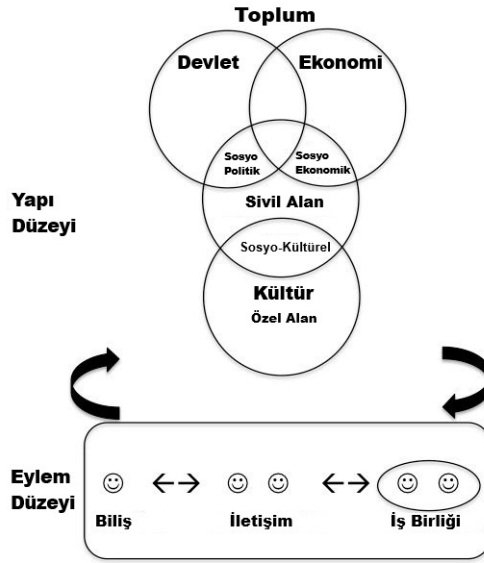 Toplum
Devlet
Ekonomi
Sosyo
Politik
Sosyo
Ekonomik
Yapı
Düzeyi
Sivil Alan
Sosyo-Kültürel
Kültür
Özel Alan
Eylem
Düzeyi
Biliş
İletişim
İş Birliği